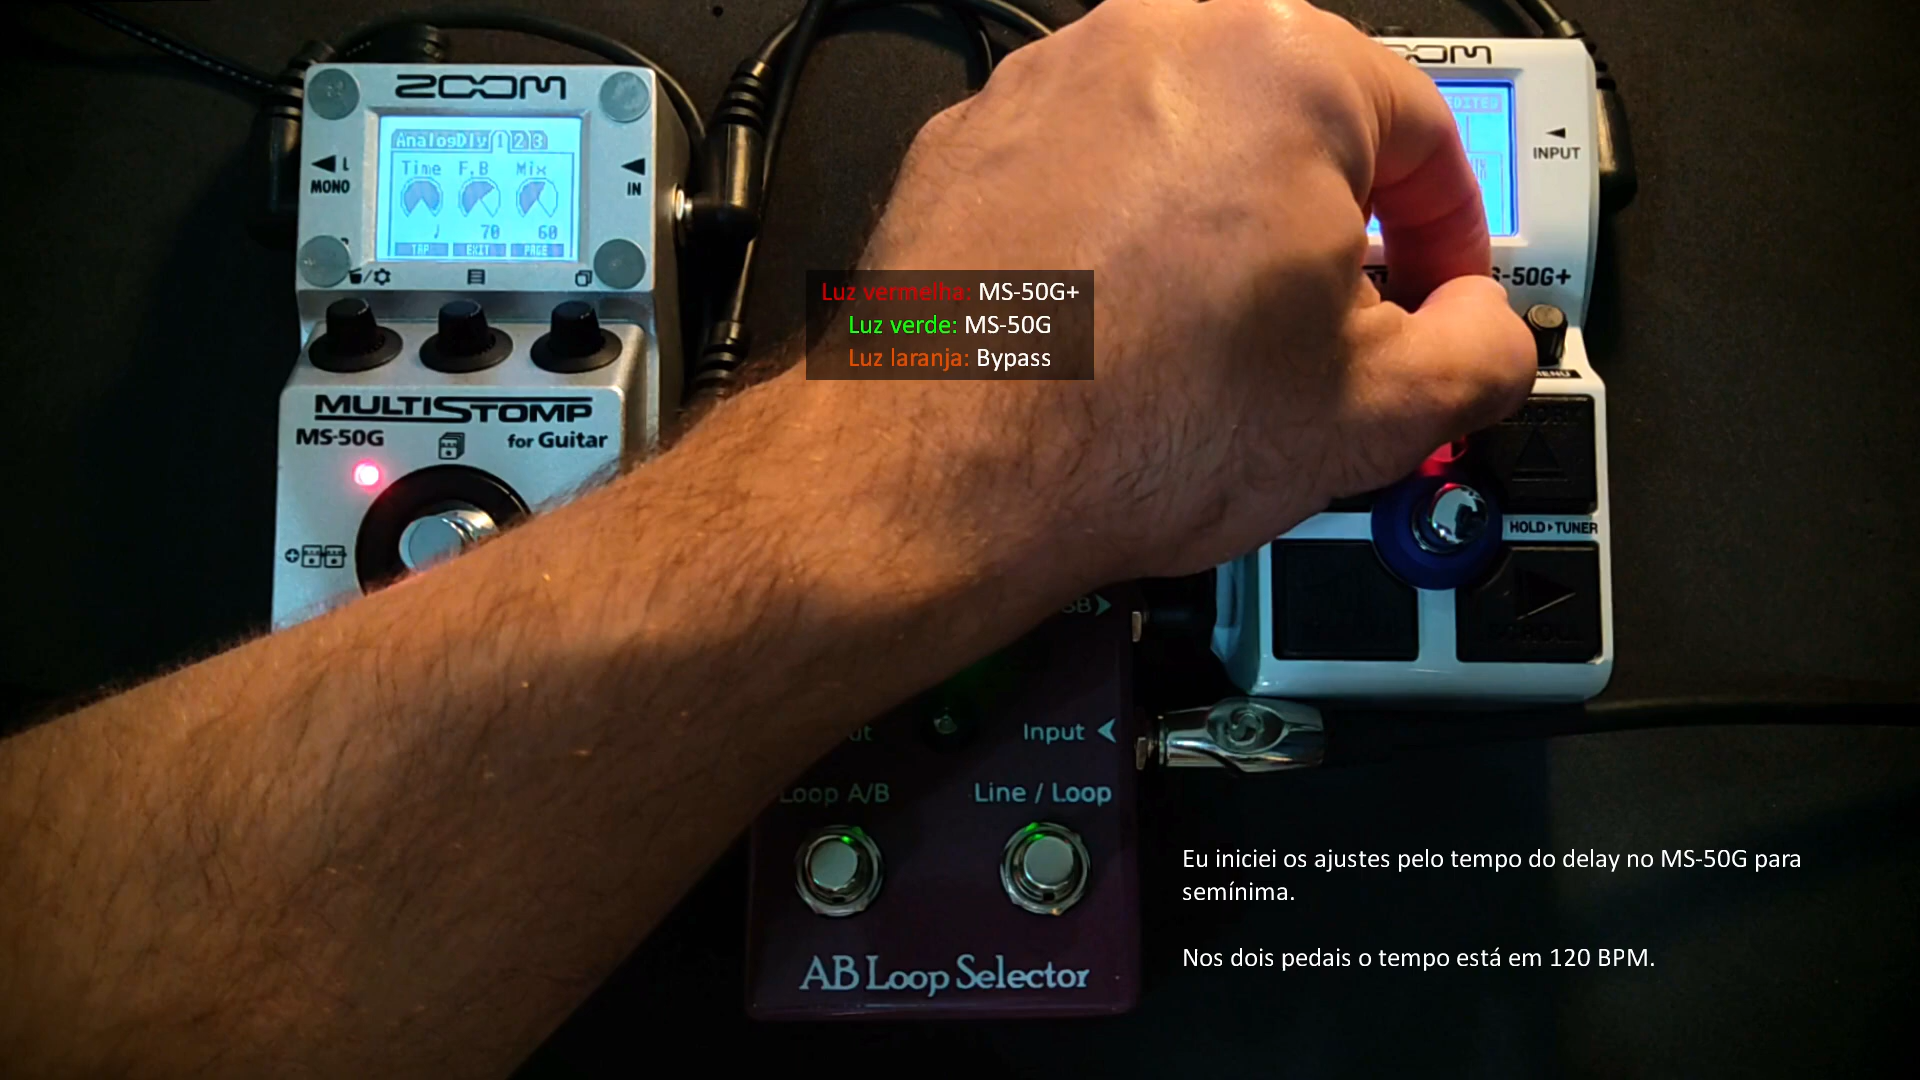 ZOOM
AnalogDly 1 2 3
Time F.B Mix
♩ 70 60
TAP EXIT PAGE
L
MONO
IN
MULTISTOMP
MS-50G
for Guitar
EDITED
INPUT
S-50G+
MENU
HOLD▸TUNER
Luz vermelha: MS-50G+
Luz verde: MS-50G
Luz laranja: Bypass
Input
Loop A/B
Line / Loop
AB Loop Selector
Eu iniciei os ajustes pelo tempo do delay no MS-50G para
semínima.
Nos dois pedais o tempo está em 120 BPM.